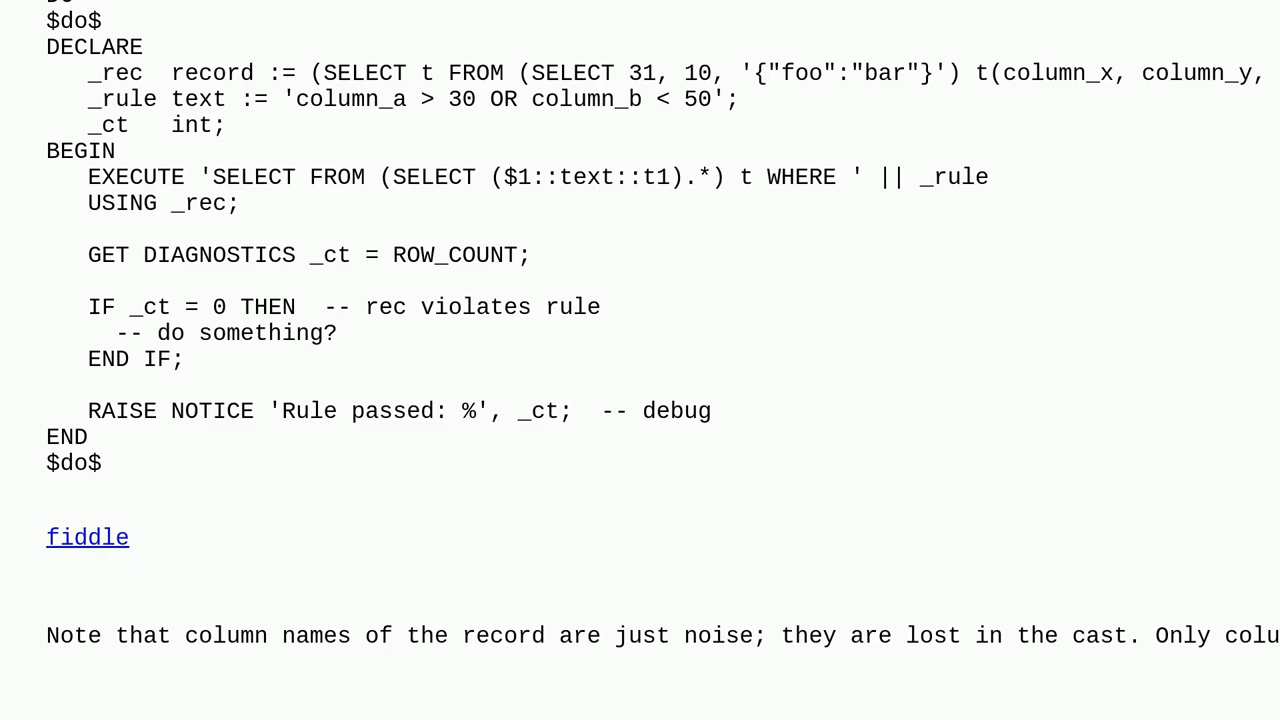 $do$
DECLARE
   _rec  record := (SELECT t FROM (SELECT 31, 10, '{"foo":"bar"}') t(column_x, column_y,
   _rule text := 'column_a > 30 OR column_b < 50';
   _ct   int;
BEGIN
   EXECUTE 'SELECT FROM (SELECT ($1::text::t1).*) t WHERE ' || _rule
   USING _rec;
   GET DIAGNOSTICS _ct = ROW_COUNT;
   IF _ct = 0 THEN  -- rec violates rule
     -- do something?
   END IF;
   RAISE NOTICE 'Rule passed: %', _ct;  -- debug
END
$do$
fiddle
Note that column names of the record are just noise; they are lost in the cast. Only colu